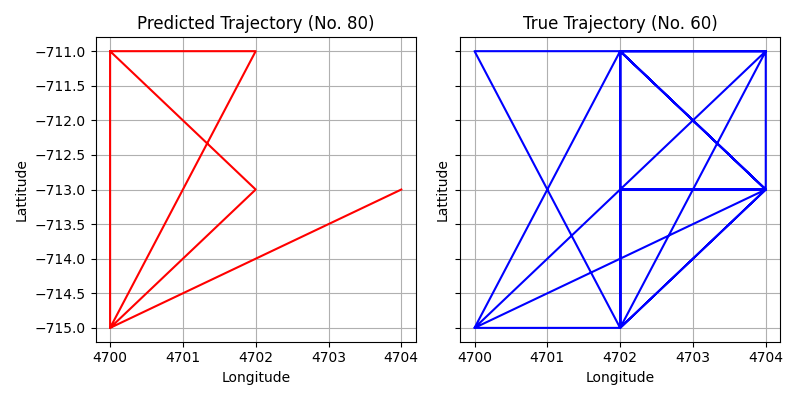 Predicted Trajectory (No. 80)
True Trajectory (No. 60)
Lattitude
−711.0
−711.5
−712.0
−712.5
−713.0
−713.5
−714.0
−714.5
−715.0
4700 4701 4702 4703 4704
Longitude
Lattitude
4700 4701 4702 4703 4704
Longitude